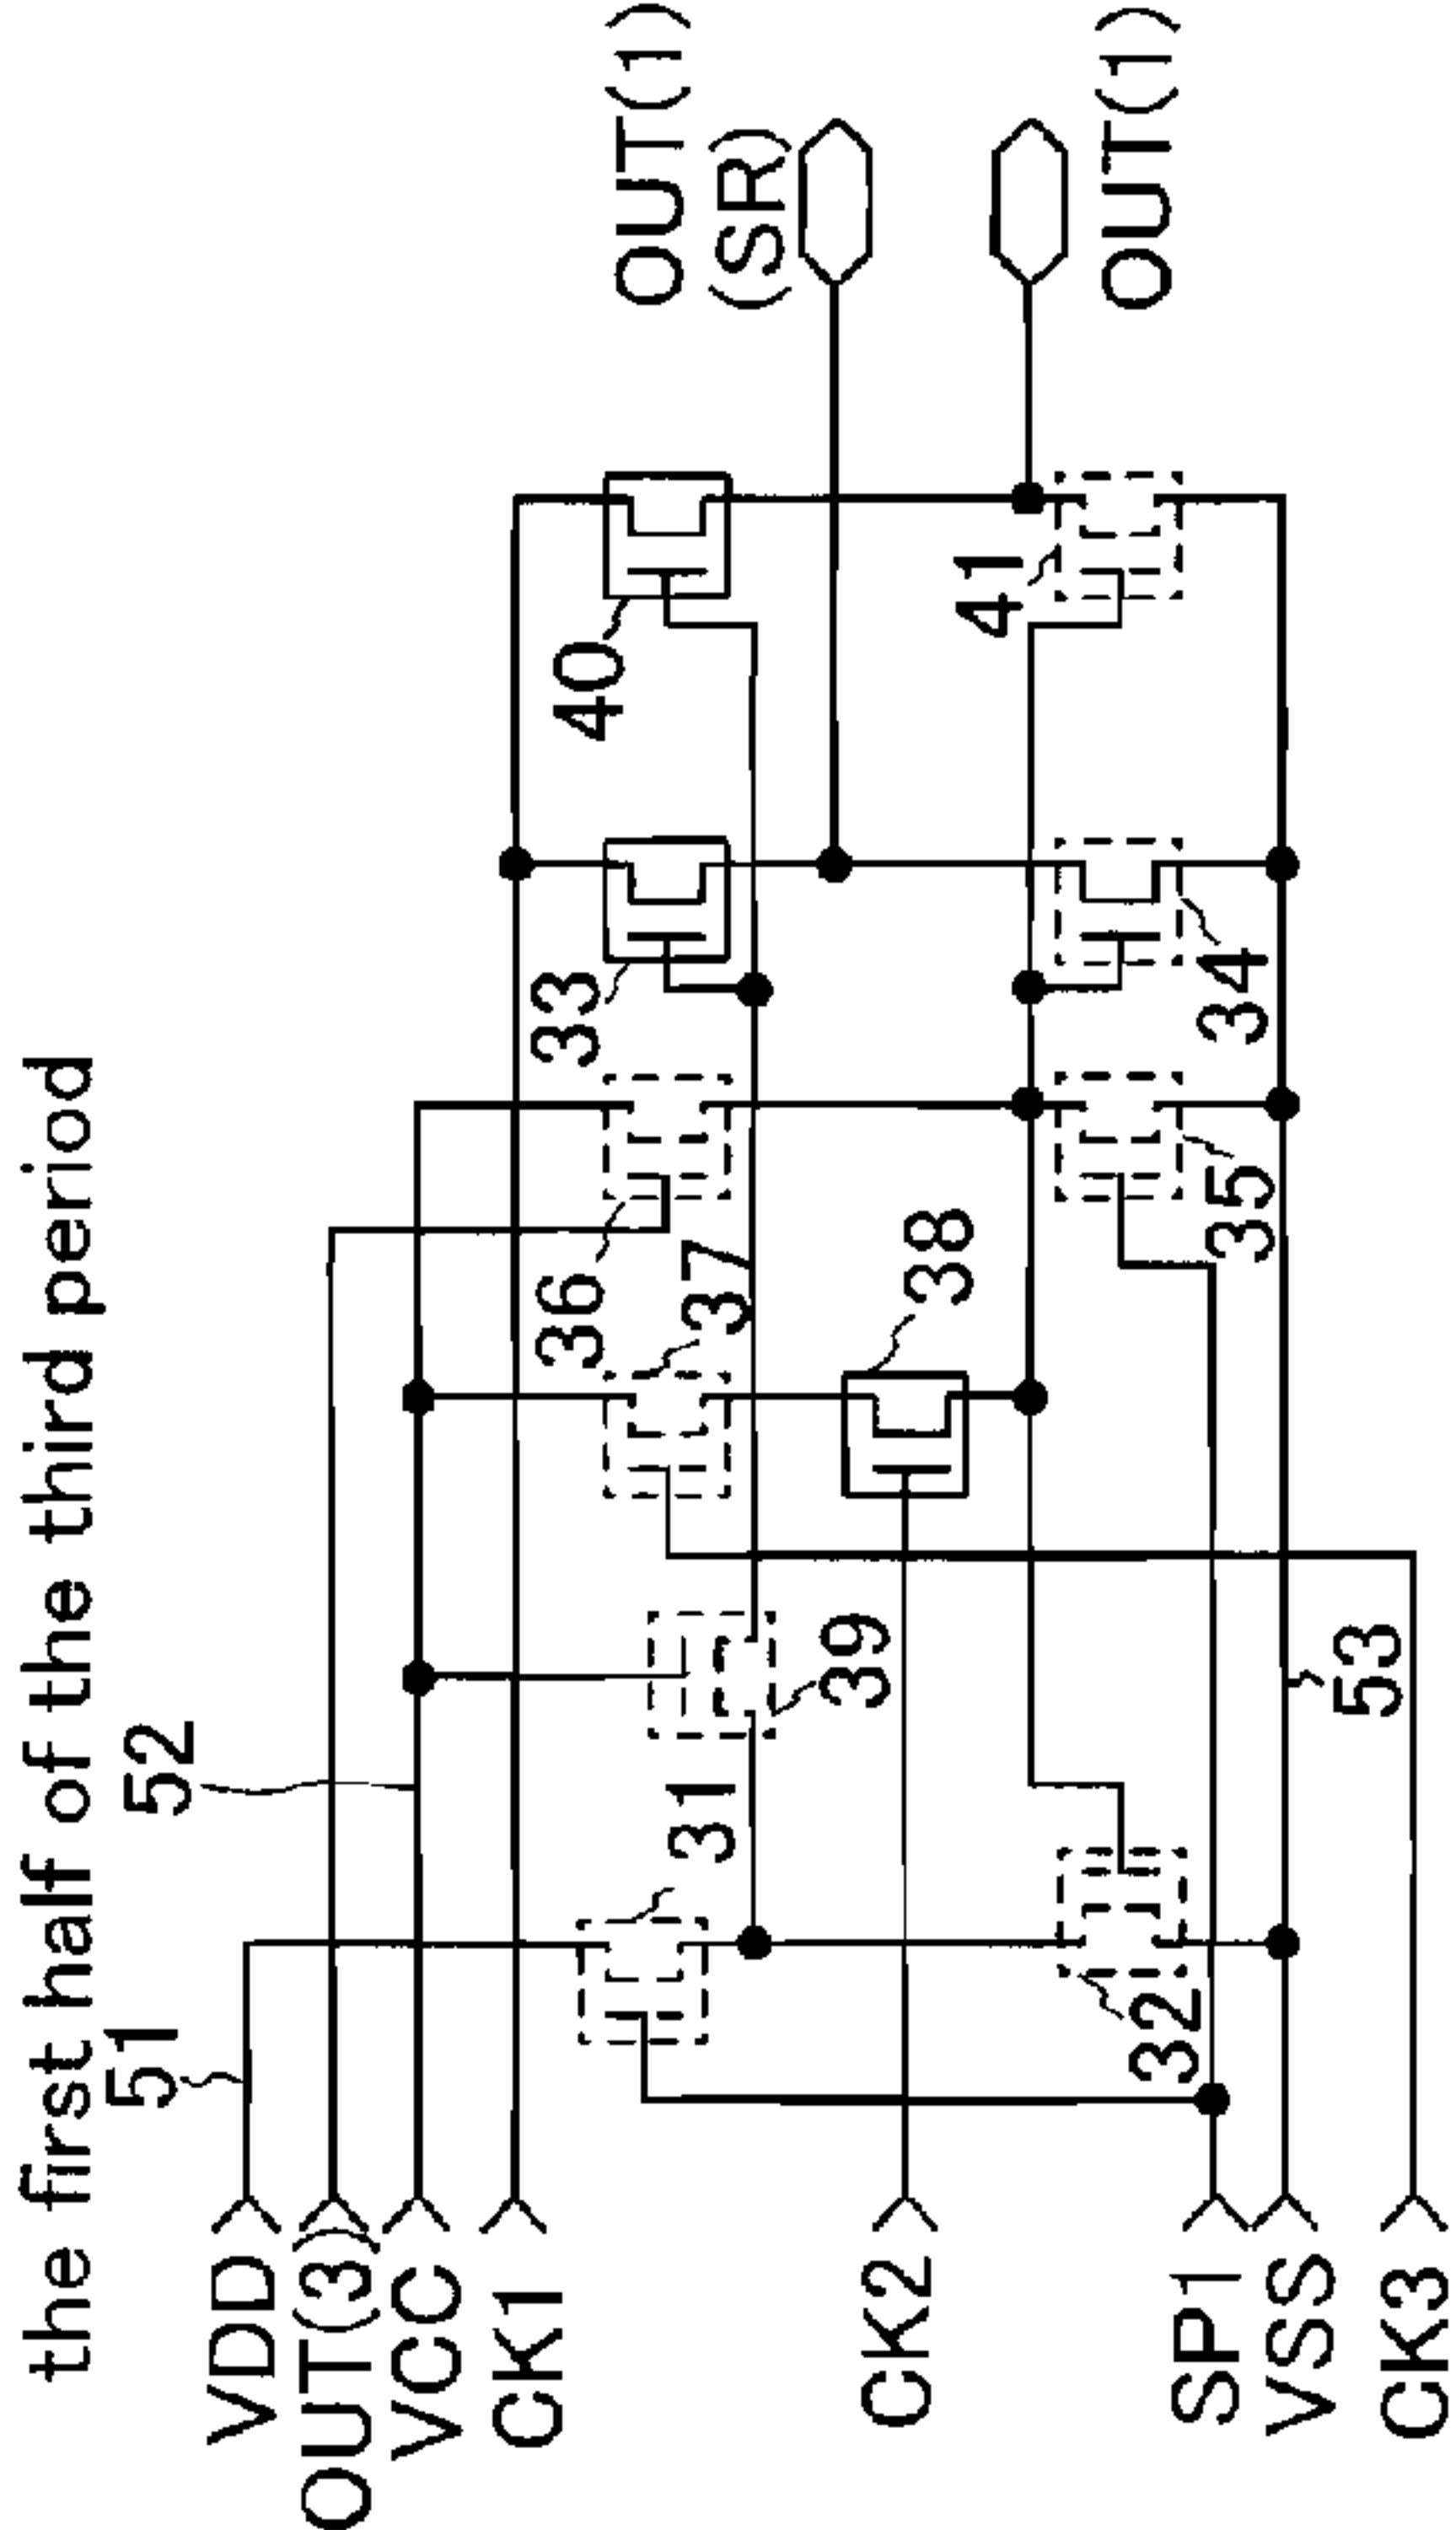 the first half of the third period
51
52
VDD
OUT(3)
VCC
CK1
CK2
SP1
VSS
CK3
31
32
39
53
37
38
36
35
33
34
40
41
OUT(1)
(SR)
OUT(1)